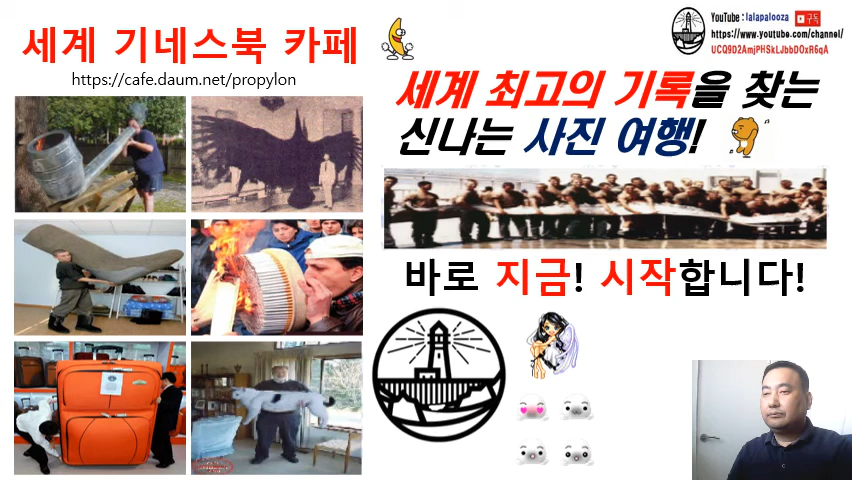 세계 기네스북 카페
https://cafe.daum.net/propylon
YouTube : lalapalooza 구독
https://www.youtube.com/channel/
UCQ9D2AmjPHSkLJbbDOxR6qA
세계 최고의 기록을 찾는
신나는 사진 여행!
바로 지금! 시작합니다!